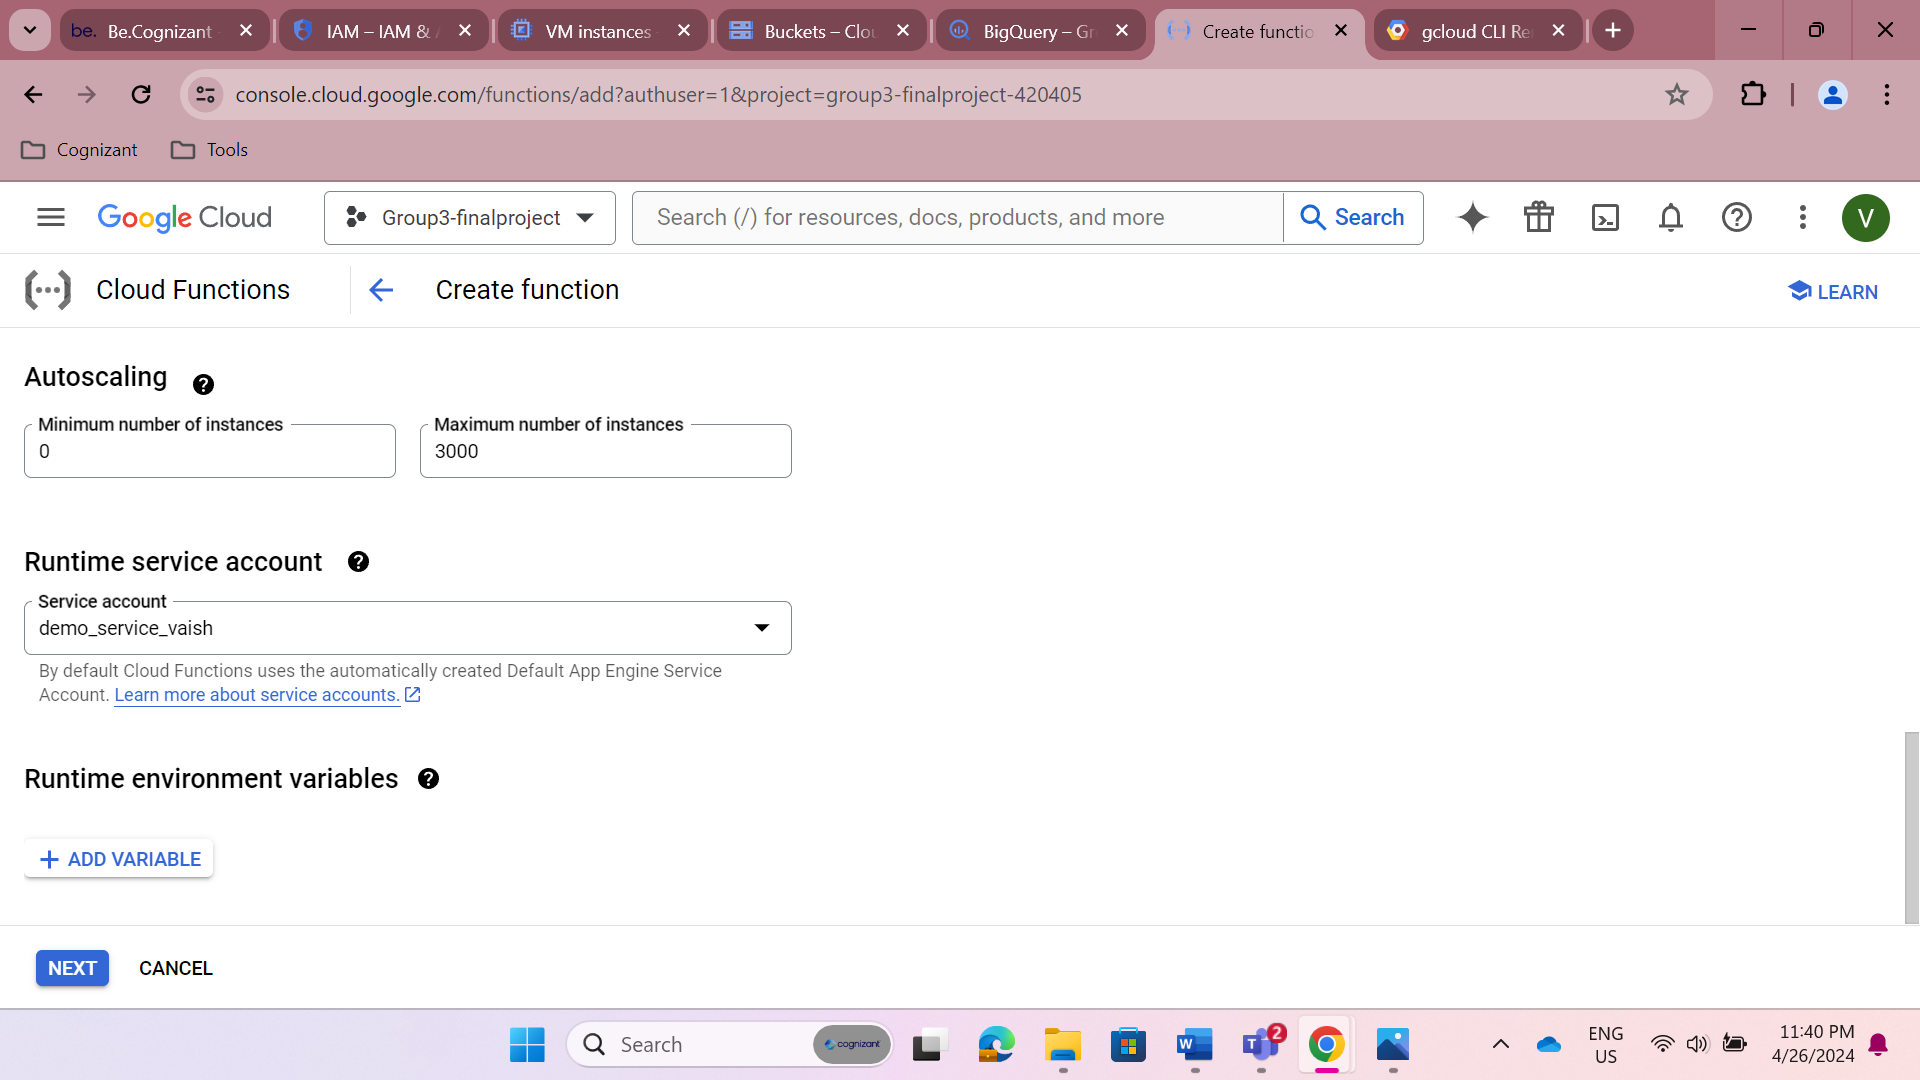 be. Be.Cognizant
IAM – IAM & A
VM instances
Buckets – Clou
BigQuery – Gr
Create functio
gcloud CLI Re
console.cloud.google.com/functions/add?authuser=1&project=group3-finalproject-420405
Cognizant
Tools
Google Cloud
Group3-finalproject
Search (/) for resources, docs, products, and more
Search
V
Cloud Functions
Create function
LEARN
Autoscaling
Minimum number of instances
0
Maximum number of instances
3000
Runtime service account
Service account
demo_service_vaish
By default Cloud Functions uses the automatically created Default App Engine Service
Account. Learn more about service accounts.
Runtime environment variables
ADD VARIABLE
NEXT
CANCEL
Search
cognizant
2
ENG
US
11:40 PM
4/26/2024